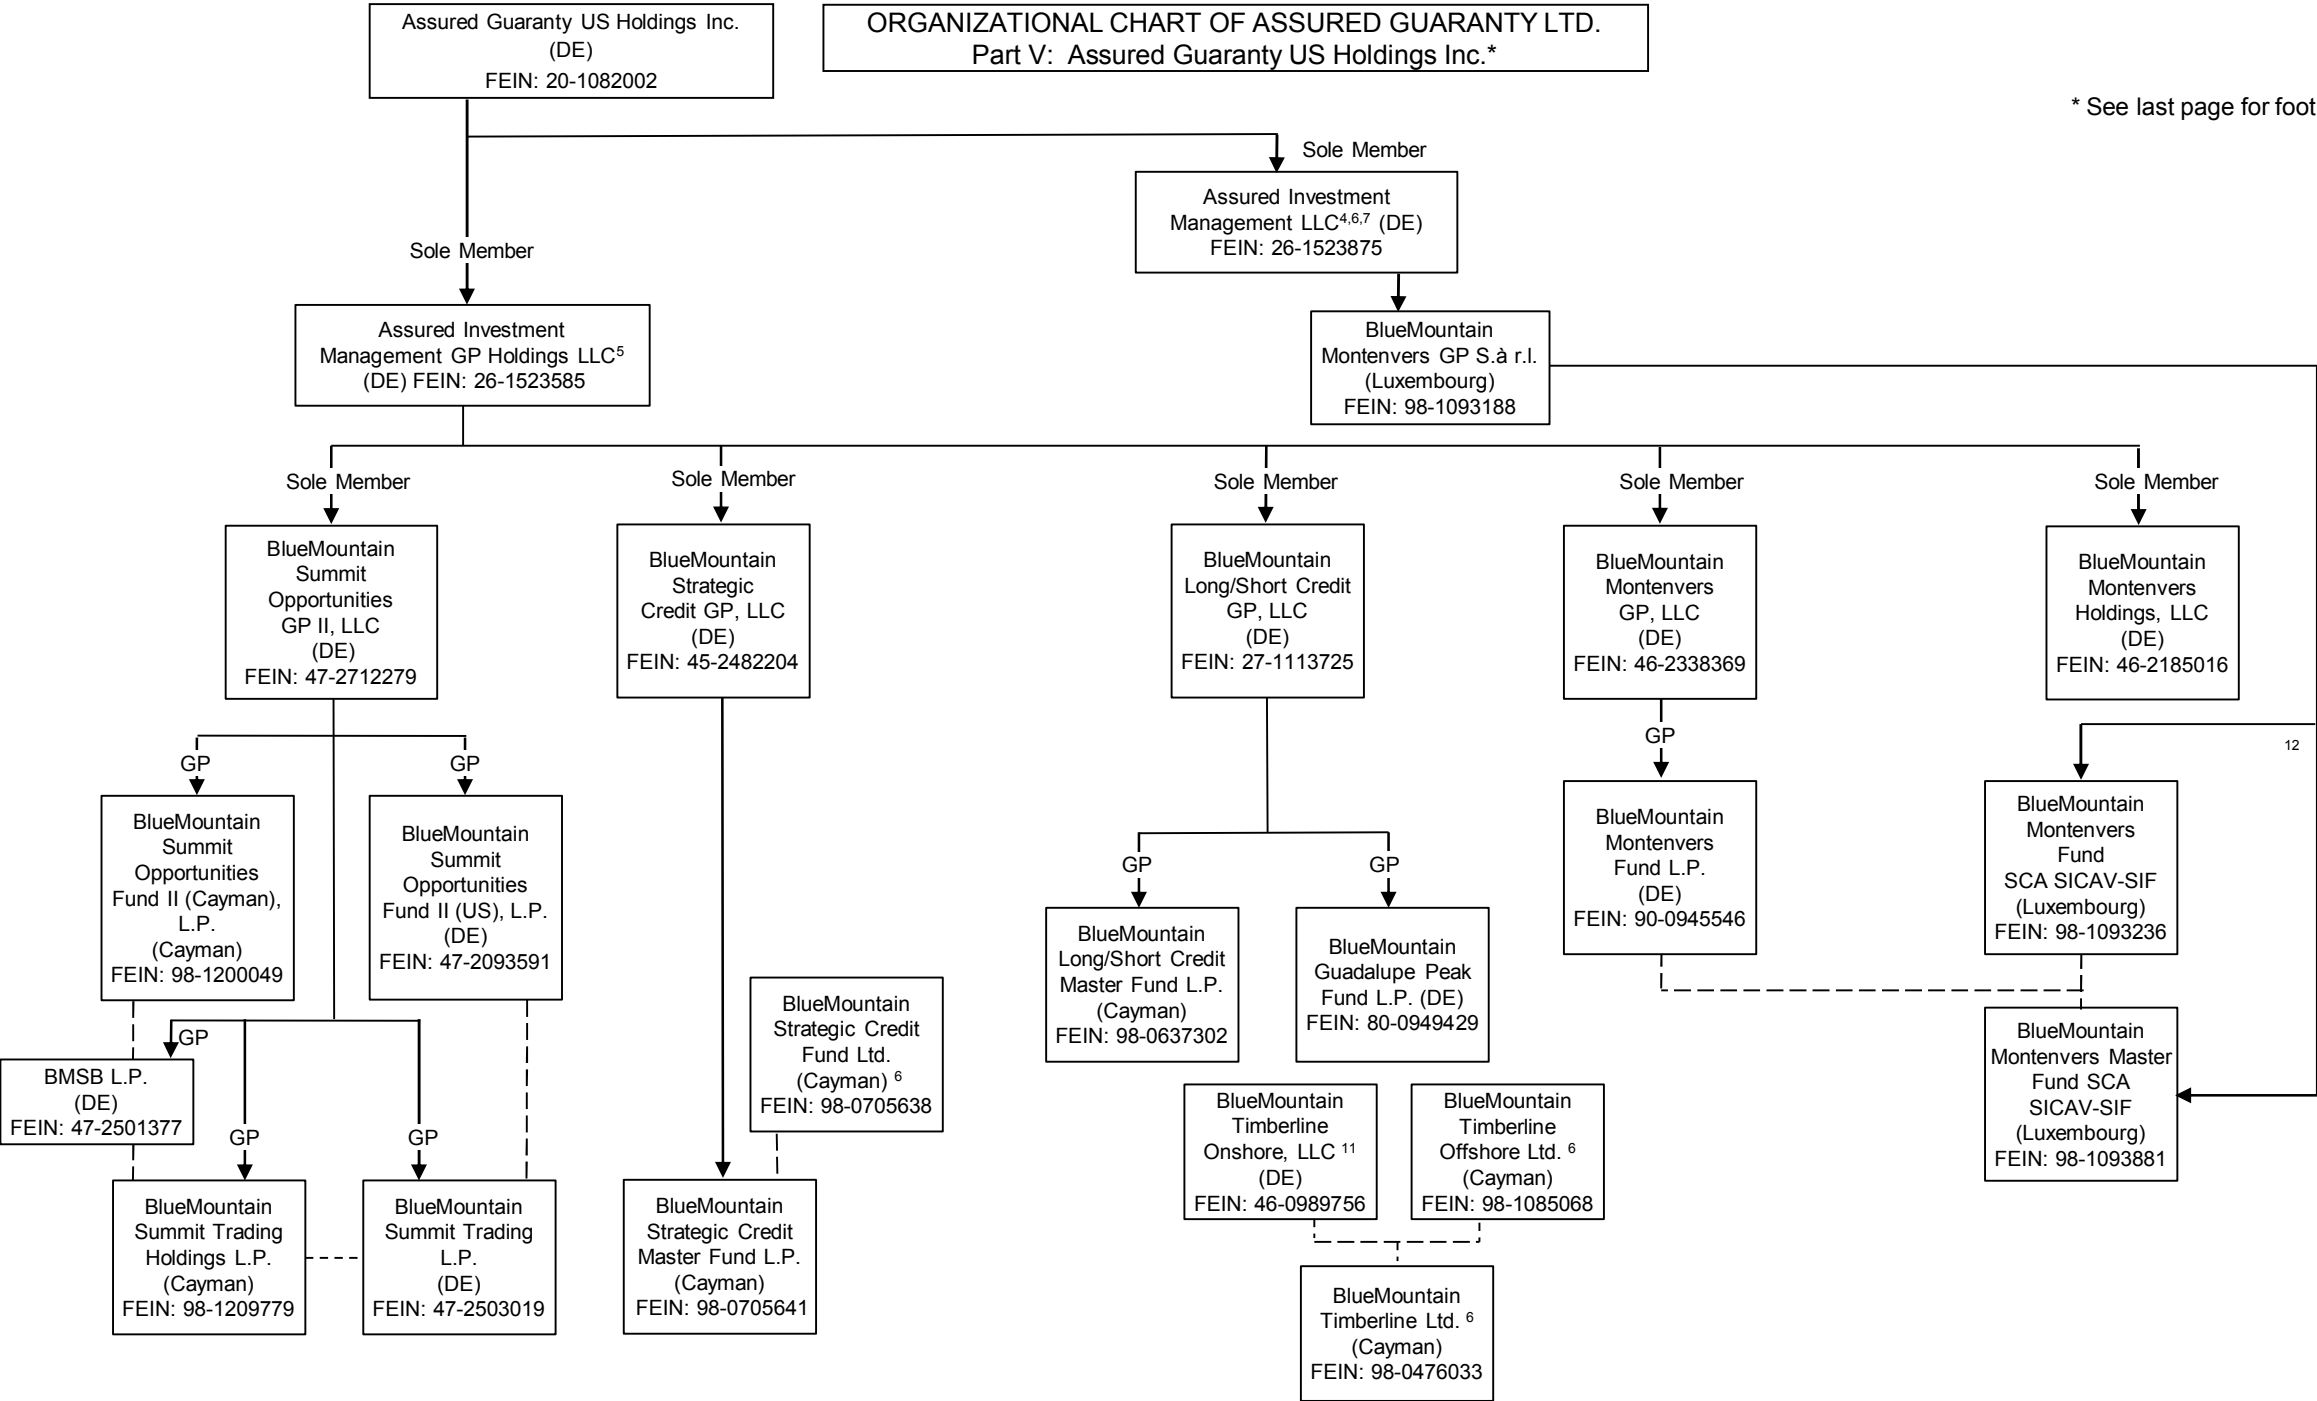 Assured Guaranty US Holdings Inc.
(DE)
FEIN: 20-1082002
ORGANIZATIONAL CHART OF ASSURED GUARANTY LTD.
Part V: Assured Guaranty US Holdings Inc.*
* See last page for foot
Sole Member
Assured Investment
Management LLC4,6,7 (DE)
FEIN: 26-1523875
Sole Member
Assured Investment
Management GP Holdings LLC5
(DE) FEIN: 26-1523585
BlueMountain
Montenvers GP S.à r.l.
(Luxembourg)
FEIN: 98-1093188
Sole Member
Sole Member
Sole Member
Sole Member
Sole Member
BlueMountain
Summit
Opportunities
GP II, LLC
(DE)
FEIN: 47-2712279
BlueMountain
Strategic
Credit GP, LLC
(DE)
FEIN: 45-2482204
BlueMountain
Long/Short Credit
GP, LLC
(DE)
FEIN: 27-1113725
BlueMountain
Montenvers
GP, LLC
(DE)
FEIN: 46-2338369
BlueMountain
Montenvers
Holdings, LLC
(DE)
FEIN: 46-2185016
GP
GP
GP
12
BlueMountain
Summit
Opportunities
Fund II (Cayman),
L.P.
(Cayman)
FEIN: 98-1200049
BlueMountain
Summit
Opportunities
Fund II (US), L.P.
(DE)
FEIN: 47-2093591
BlueMountain
Montenvers
Fund L.P.
(DE)
FEIN: 90-0945546
BlueMountain
Montenvers
Fund
SCA SICAV-SIF
(Luxembourg)
FEIN: 98-1093236
GP
GP
BlueMountain
Long/Short Credit
Master Fund L.P.
(Cayman)
FEIN: 98-0637302
BlueMountain
Guadalupe Peak
Fund L.P. (DE)
FEIN: 80-0949429
BlueMountain
Strategic Credit
Fund Ltd.
(Cayman) 6
FEIN: 98-0705638
BlueMountain
Montenvers Master
Fund SCA
SICAV-SIF
(Luxembourg)
FEIN: 98-1093881
GP
BMSB L.P.
(DE)
FEIN: 47-2501377
GP
GP
BlueMountain
Timberline
Onshore, LLC 11
(DE)
FEIN: 46-0989756
BlueMountain
Timberline
Offshore Ltd. 6
(Cayman)
FEIN: 98-1085068
BlueMountain
Summit Trading
Holdings L.P.
(Cayman)
FEIN: 98-1209779
BlueMountain
Summit Trading
L.P.
(DE)
FEIN: 47-2503019
BlueMountain
Strategic Credit
Master Fund L.P.
(Cayman)
FEIN: 98-0705641
BlueMountain
Timberline Ltd. 6
(Cayman)
FEIN: 98-0476033